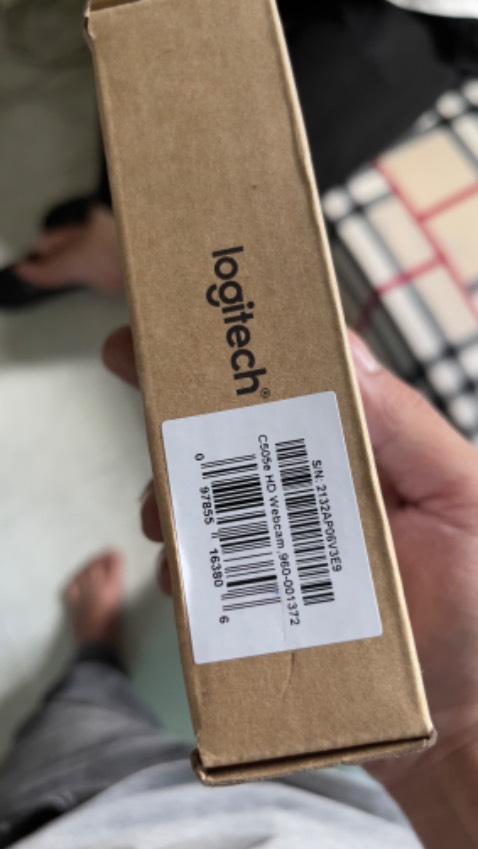 logitech®
S/N: 2132AP06V3E9
C505e HD Webcam,960-001372
0 97855 16380 6